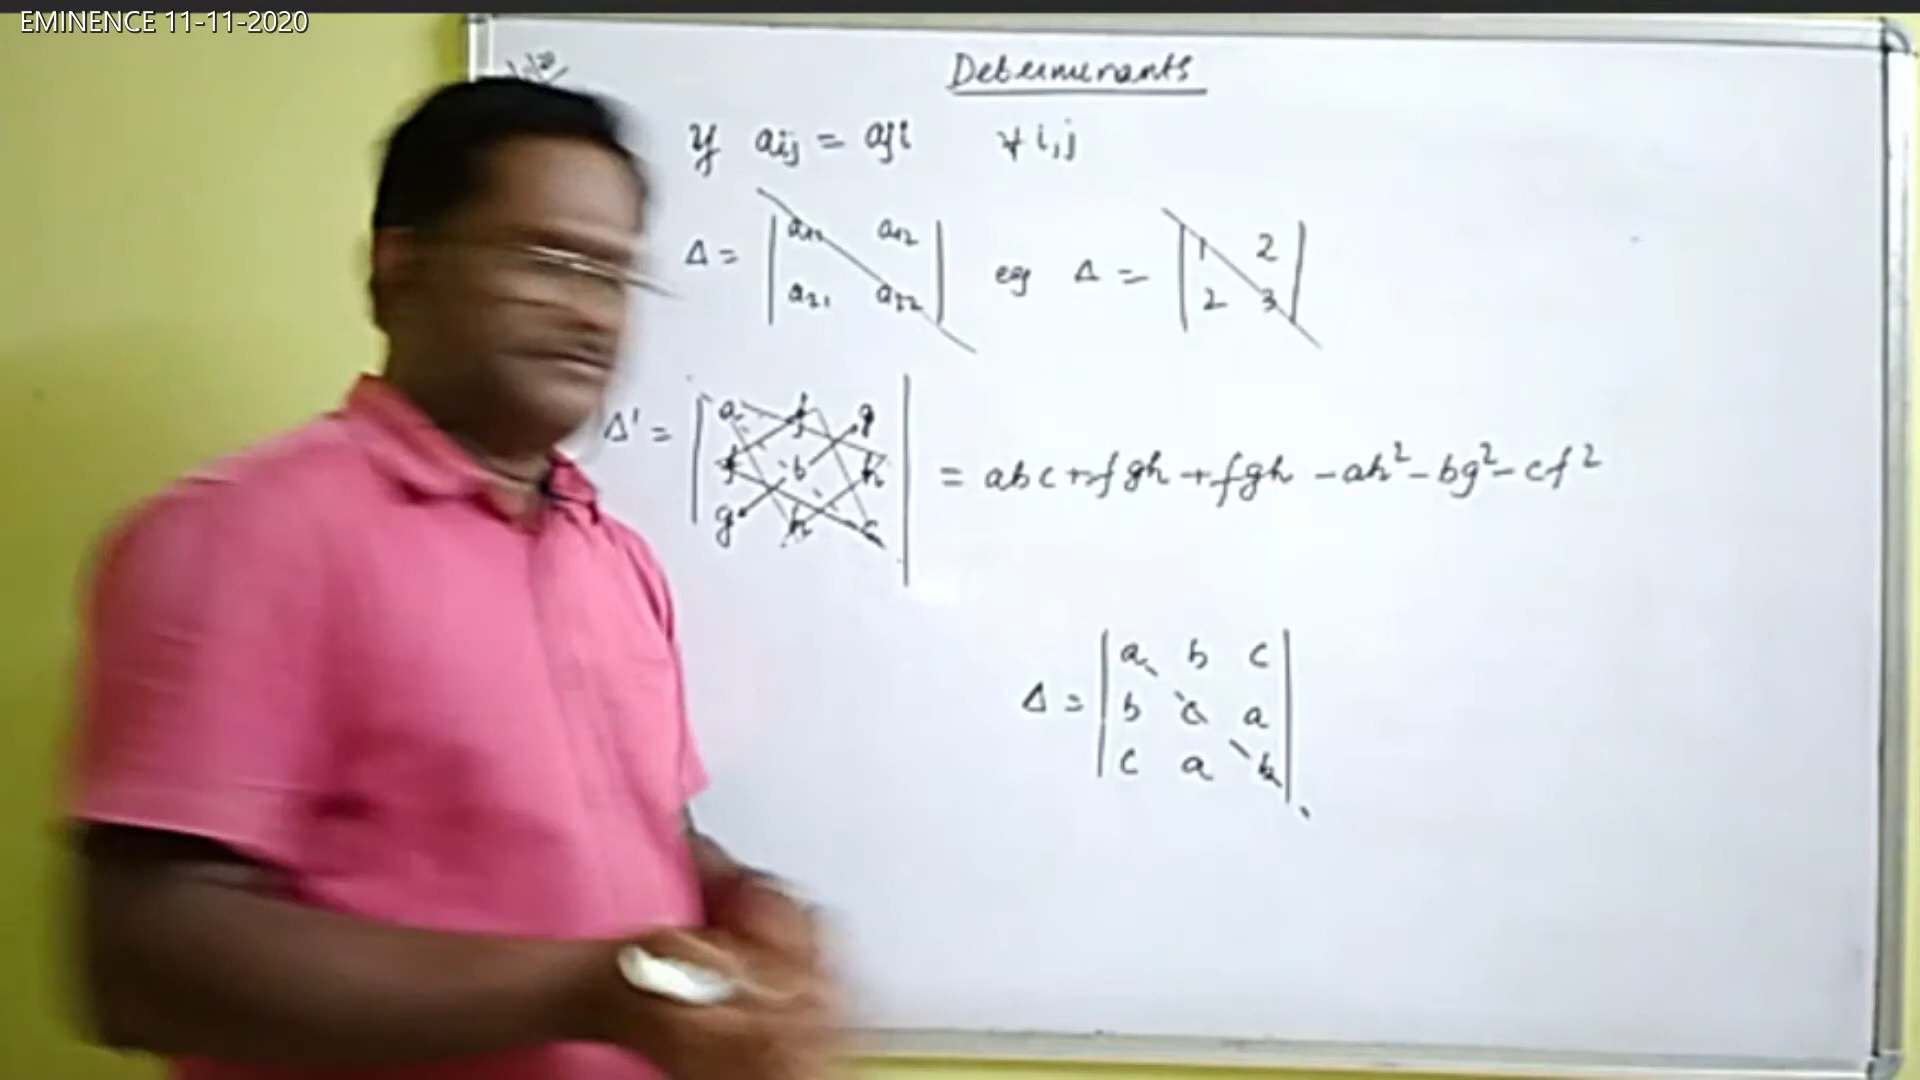 EMINENCE 11-11-2020
Determinants
If aij = aji ∀ i,j
Δ = | a11 a12 | eg Δ = | 1 2 |
| a21 a22 | | 2 3 |
Δ' = | a f g |
| f b h | = abc + fgh + fgh - ah² - bg² - cf²
| g h c |
Δ = | a b c |
| b c a |
| c a b |